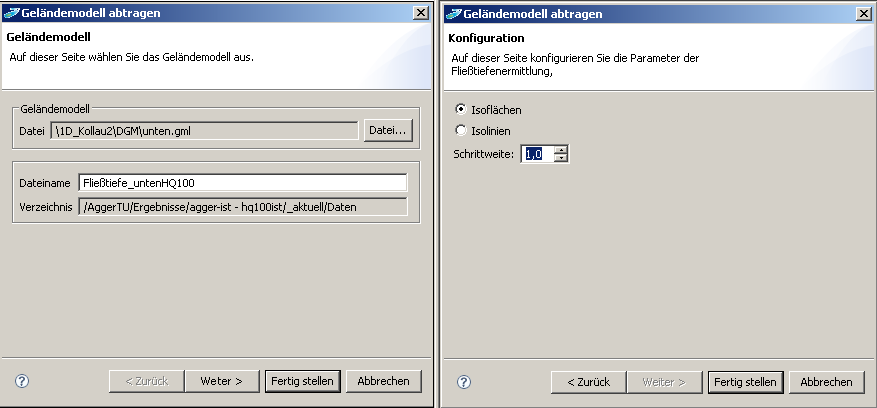 Geländemodell abtragen
Geländemodell
Auf dieser Seite wählen Sie das Geländemodell aus.
Geländemodell
Datei \1D_Kollau2\DGM\unten.gml Datei...
Dateiname Fließtiefe_untenHQ100
Verzeichnis /AggerTU/Ergebnisse/agger-ist - hq100ist/_aktuell/Daten
? < Zurück Weter > Fertig stellen Abbrechen
Geländemodell abtragen
Konfiguration
Auf dieser Seite konfigurieren Sie die Parameter der
Fließtiefenermittlung,
Isoflächen
Isolinien
Schrittweite: 1,0
? < Zurück Weiter > Fertig stellen Abbrechen